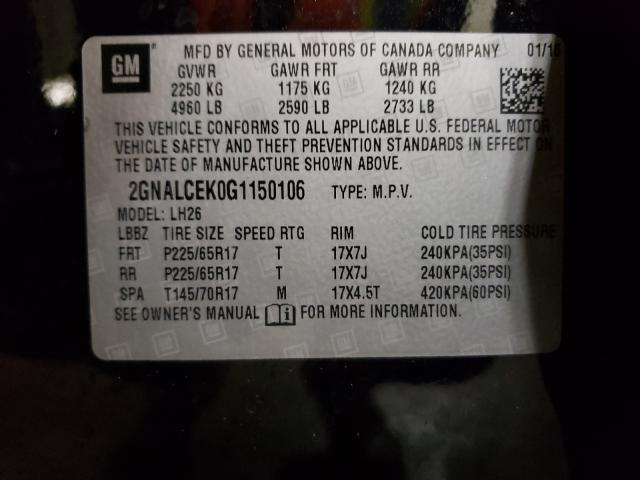 GM MFD BY GENERAL MOTORS OF CANADA COMPANY 01/16
GVWR GAWR FRT GAWR RR
2250 KG 1175 KG 1240 KG
4960 LB 2590 LB 2733 LB
THIS VEHICLE CONFORMS TO ALL APPLICABLE U.S. FEDERAL MOTOR
VEHICLE SAFETY AND THEFT PREVENTION STANDARDS IN EFFECT ON
THE DATE OF MANUFACTURE SHOWN ABOVE.
2GNALCEK0G1150106 TYPE: M.P.V.
MODEL: LH26
LBBZ TIRE SIZE SPEED RTG RIM COLD TIRE PRESSURE
FRT P225/65R17 T 17X7J 240KPA(35PSI)
RR P225/65R17 T 17X7J 240KPA(35PSI)
SPA T145/70R17 M 17X4.5T 420KPA(60PSI)
SEE OWNER'S MANUAL i FOR MORE INFORMATION.